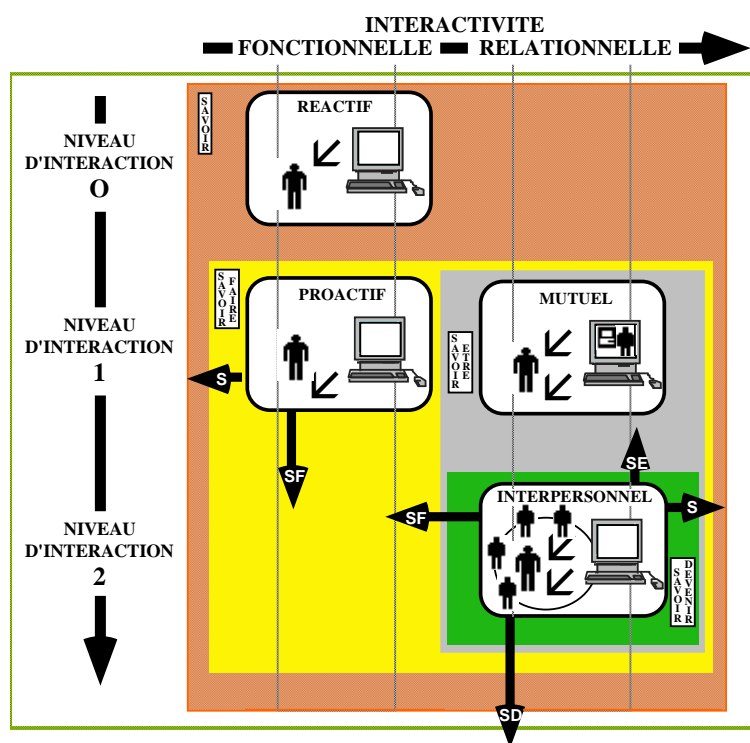 INTERACTIVITE
FONCTIONNELLE RELATIONNELLE
SAVOIR
REACTIF
NIVEAU
D'INTERACTION
O
SAVOIR
FAIRE
PROACTIF
MUTUEL
NIVEAU
D'INTERACTION
1
SAVOIR
ETRE
S
SF
SE
INTERPERSONNEL
SF
S
NIVEAU
D'INTERACTION
2
SAVOIR
DEVENIR
SD